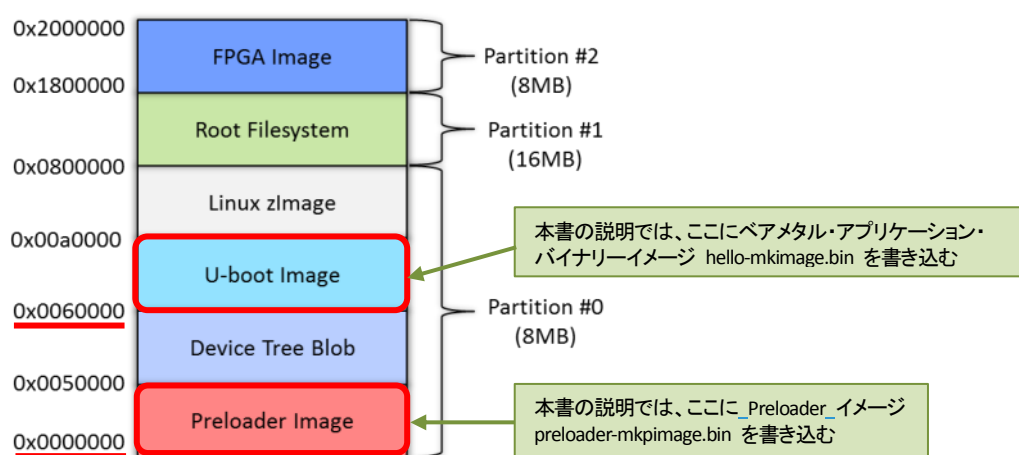 0x2000000
FPGA Image
Partition #2
(8MB)
0x1800000
Root Filesystem
Partition #1
(16MB)
0x0800000
Linux zImage
0x00a0000
本書の説明では、ここにベアメタル・アプリケーション・
バイナリーイメージ hello-mkimage.bin を書き込む
U-boot Image
0x0060000
Partition #0
(8MB)
Device Tree Blob
0x0050000
本書の説明では、ここに Preloader イメージ
preloader-mkpimage.bin を書き込む
Preloader Image
0x0000000